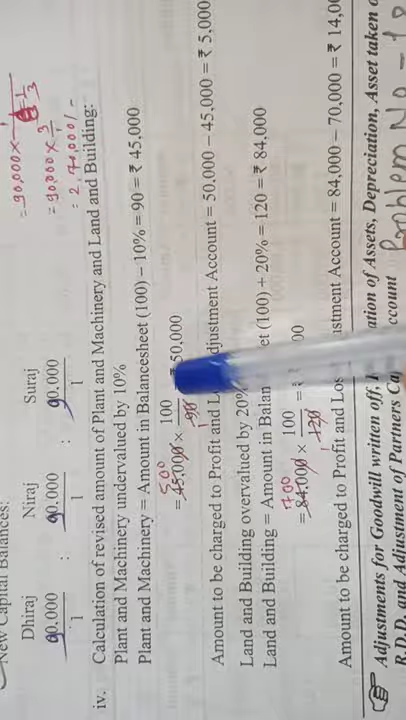 = 90,000 × 1/3
= 90,000 × 3/1
= 2,70,000/-
New Capital Balances:
Dhiraj Niraj Suraj
90,000 : 90,000 : 90,000
1 1 1
iv. Calculation of revised amount of Plant and Machinery and Land and Building:
Plant and Machinery undervalued by 10%
Plant and Machinery = Amount in Balancesheet (100) – 10% = 90 = ₹ 45,000
500
= 45,000 × 100/90 50,000
Amount to be charged to Profit and L djustment Account = 50,000 – 45,000 = ₹ 5,000
Land and Building overvalued by 20%
Land and Building = Amount in Balan et (100) + 20% = 120 = ₹ 84,000
700
= 84,000 × 100/120 = 00
Amount to be charged to Profit and Los stment Account = 84,000 – 70,000 = ₹ 14,0
Adjustments for Goodwill written off, ation of Assets, Depreciation, Asset taken o
R.D.D. and Adjustment of Partners Ca ccount Problem No – 18